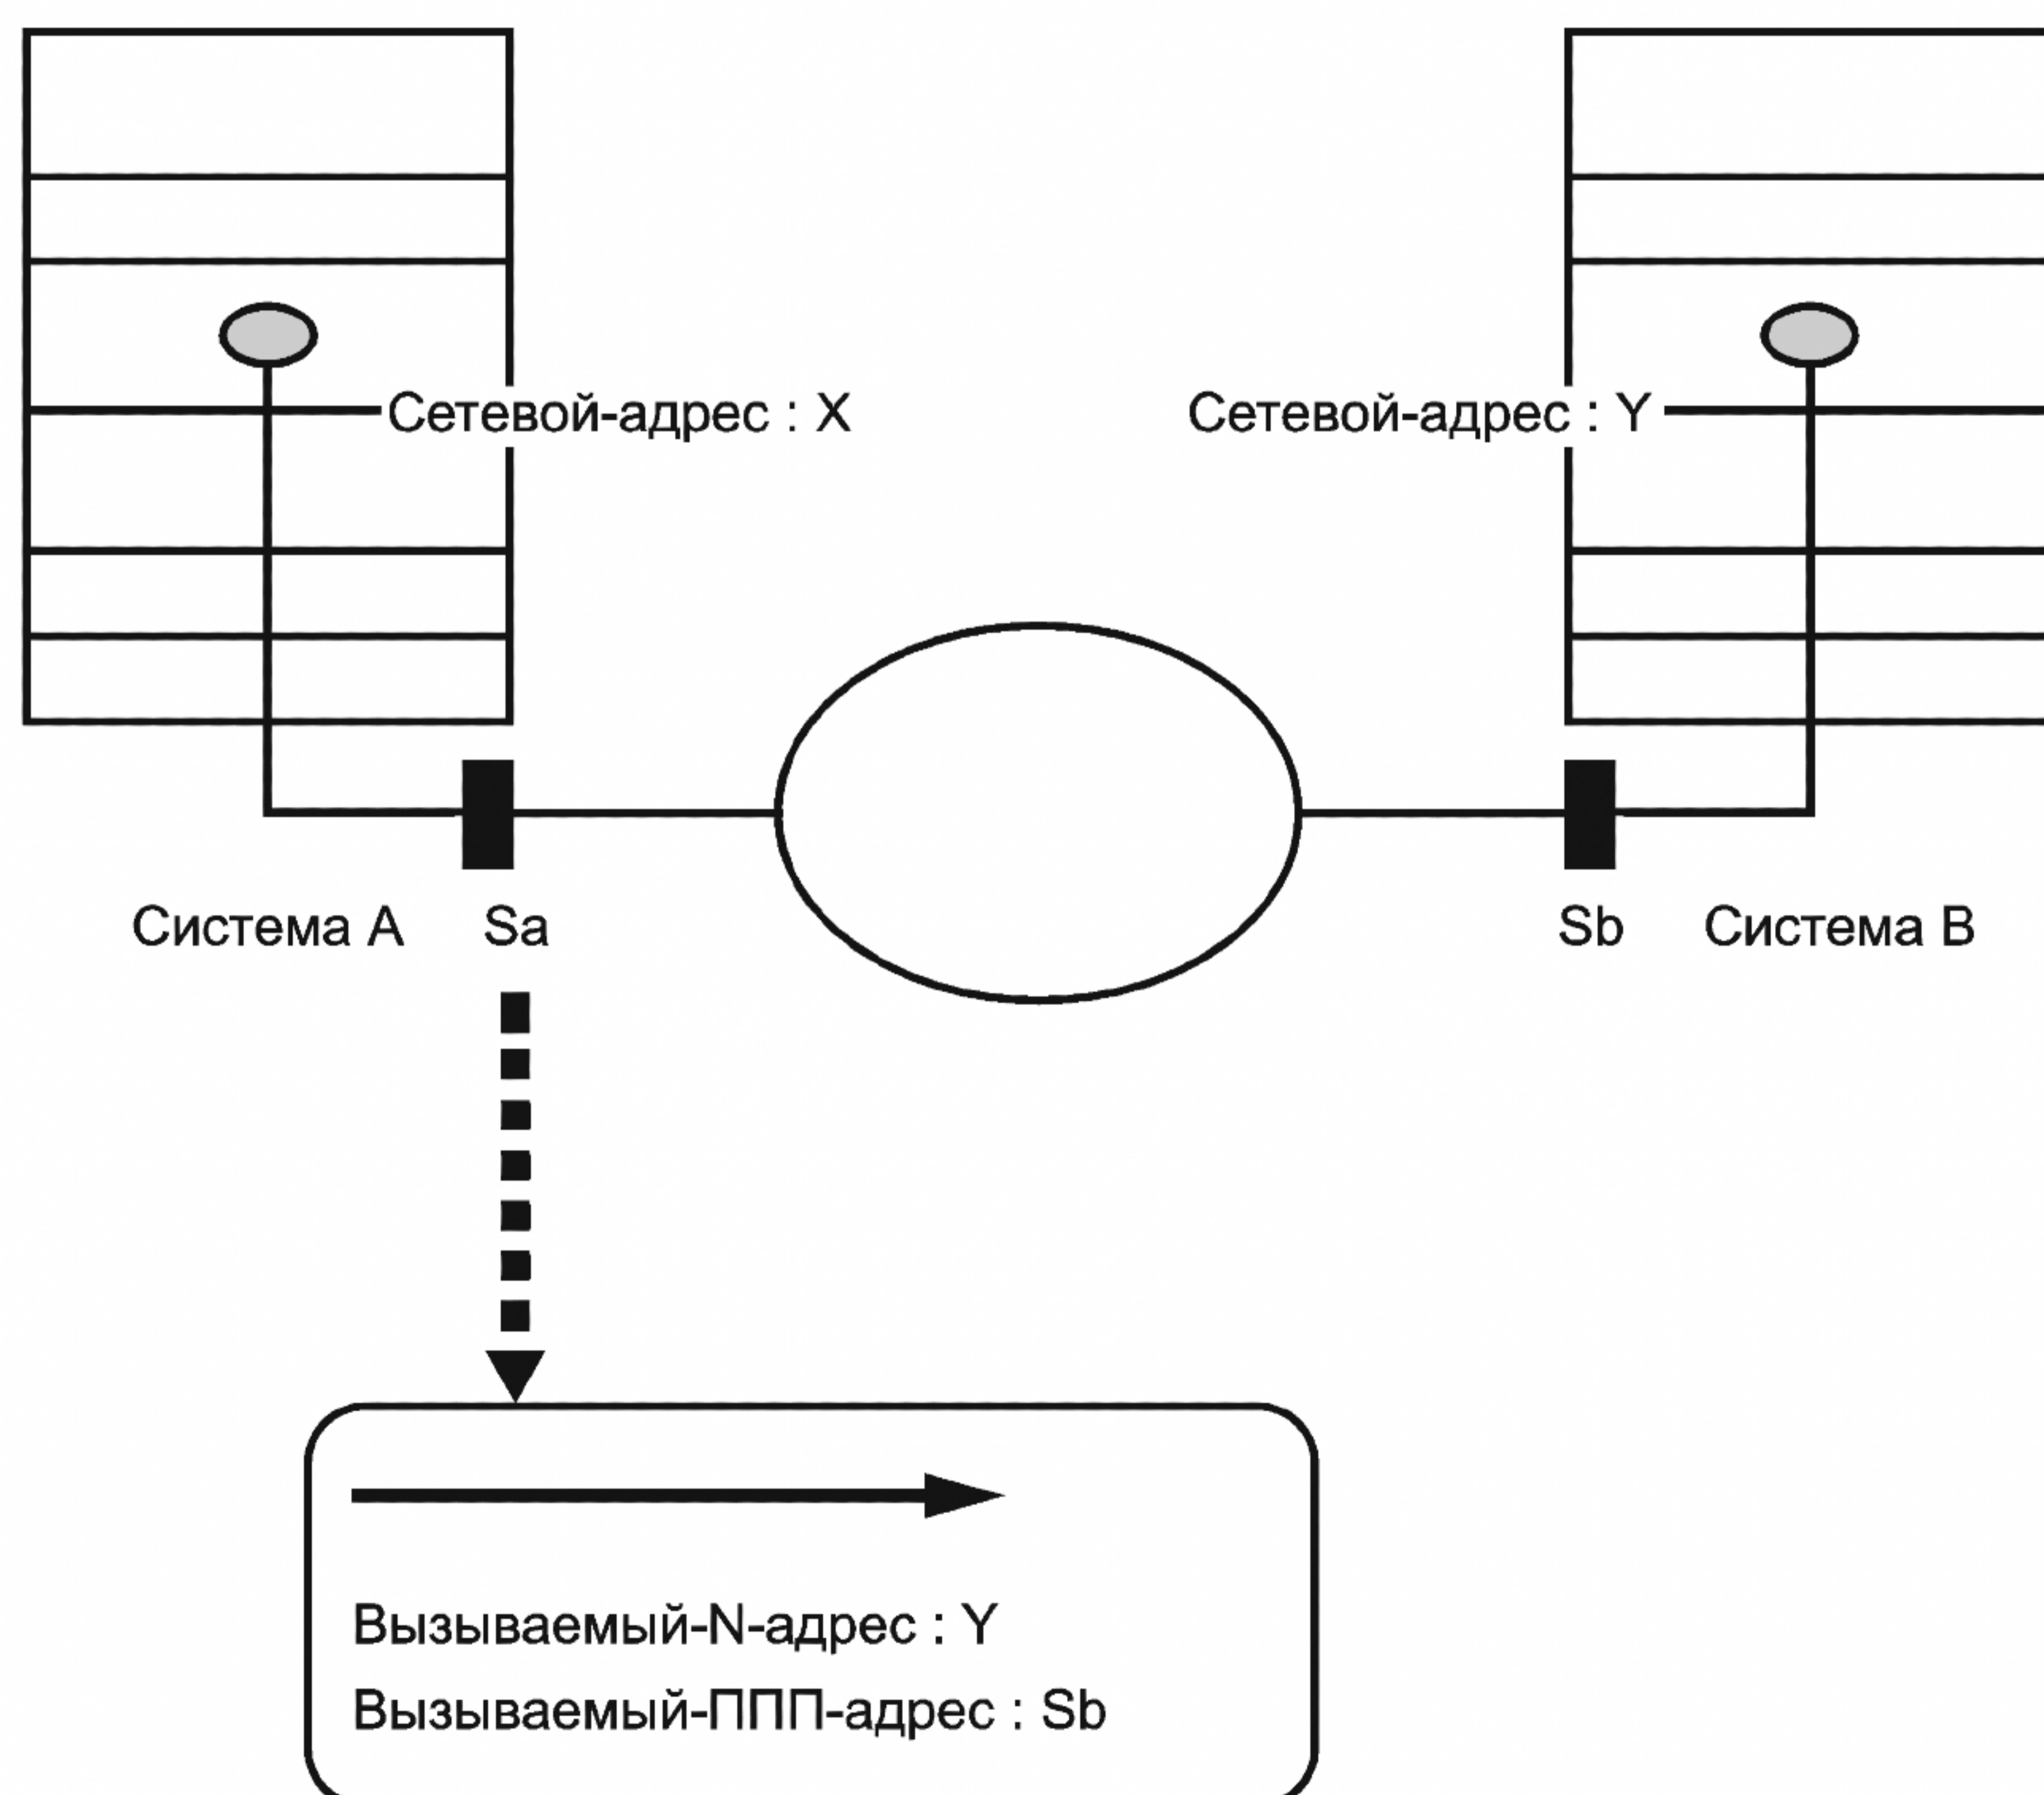 Сетевой-адрес : X
Сетевой-адрес : Y
Система A
Sa
Sb
Система B
Вызываемый-N-адрес : Y
Вызываемый-ППП-адрес : Sb